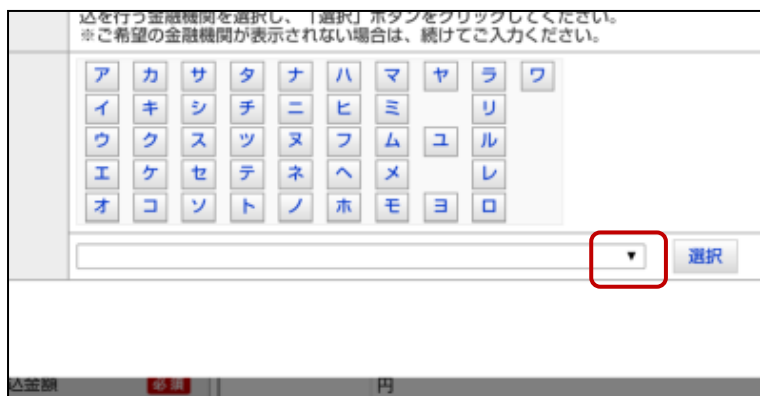 込を行う金融機関を選択し、「選択」ボタンをクリックしてください。
※ご希望の金融機関が表示されない場合は、続けてご入力ください。
ア カ サ タ ナ ハ マ ヤ ラ ワ
イ キ シ チ ニ ヒ ミ リ
ウ ク ス ツ ヌ フ ム ユ ル
エ ケ セ テ ネ ヘ メ レ
オ コ ソ ト ノ ホ モ ヨ ロ
▼ 選択
込金額 必須 円